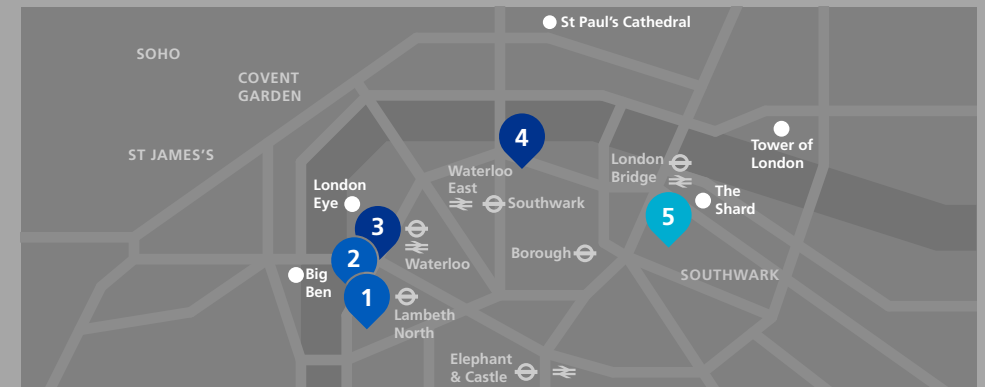 St Paul's Cathedral
SOHO
COVENT
GARDEN
ST JAMES'S
4
Tower of
London
London
Bridge
Waterloo
East
Southwark
London
Eye
The
Shard
3
5
2
Waterloo
Borough
Big
Ben
SOUTHWARK
1
Lambeth
North
Elephant
& Castle